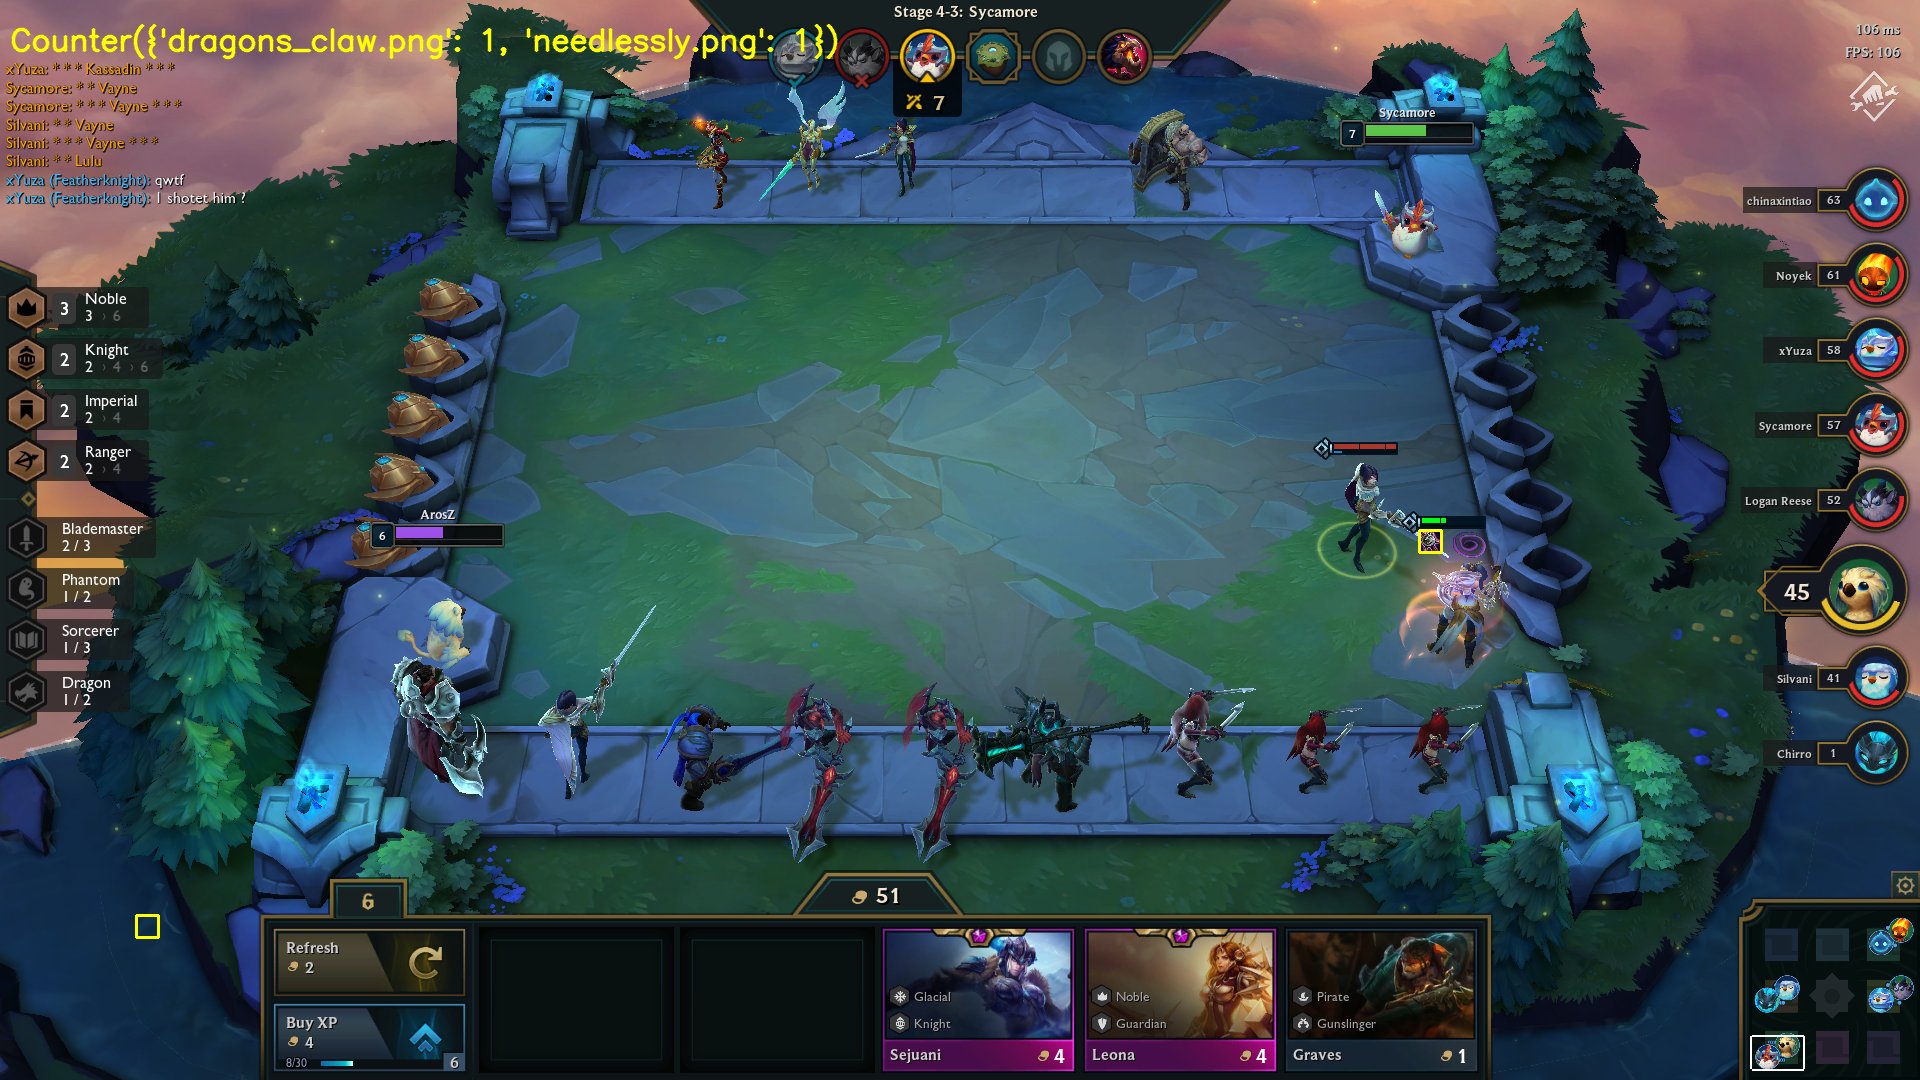 Stage 4-3: Sycamore
106 ms
Counter({'dragons_claw.png': 1, 'needlessly.png': 1})
FPS: 106
xYuza: * * * Kassadin * * *
Sycamore: * * Vayne
Sycamore: * * * Vayne * * *
Silvani: * * Vayne
Silvani: * * * Vayne * * *
Silvani: * * Lulu
xYuza (Featherknight): qwtf
xYuza (Featherknight): I shotet him ?
7
Sycamore
7
chinaxintiao 63
Noyek 61
xYuza 58
Sycamore 57
Logan Reese 52
45
Silvani 41
Chirro 1
3 Noble
3 › 6
2 Knight
2 › 4 › 6
2 Imperial
2 › 4
2 Ranger
2 › 4
Blademaster
2 / 3
Phantom
1 / 2
Sorcerer
1 / 3
Dragon
1 / 2
ArosZ
6
6
51
Refresh
2
Buy XP
4
8/30
6
Glacial
Knight
Sejuani 4
Noble
Guardian
Leona 4
Pirate
Gunslinger
Graves 1